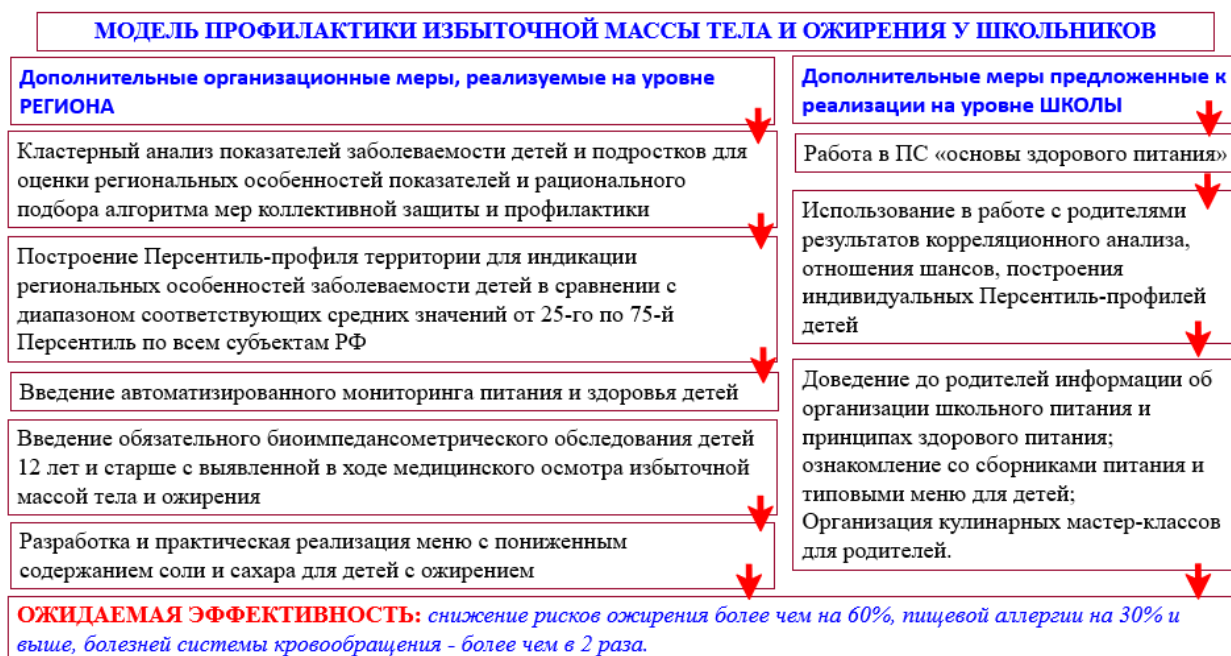 МОДЕЛЬ ПРОФИЛАКТИКИ ИЗБЫТОЧНОЙ МАССЫ ТЕЛА И ОЖИРЕНИЯ У ШКОЛЬНИКОВ
Дополнительные организационные меры, реализуемые на уровне
РЕГИОНА
Кластерный анализ показателей заболеваемости детей и подростков для
оценки региональных особенностей показателей и рационального
подбора алгоритма мер коллективной защиты и профилактики
Построение Персентиль-профиля территории для индикации
региональных особенностей заболеваемости детей в сравнении с
диапазоном соответствующих средних значений от 25-го по 75-й
Персентиль по всем субъектам РФ
Введение автоматизированного мониторинга питания и здоровья детей
Введение обязательного биоимпедансометрического обследования детей
12 лет и старше с выявленной в ходе медицинского осмотра избыточной
массой тела и ожирения
Разработка и практическая реализация меню с пониженным
содержанием соли и сахара для детей с ожирением
Дополнительные меры предложенные к
реализации на уровне ШКОЛЫ
Работа в ПС «основы здорового питания»
Использование в работе с родителями
результатов корреляционного анализа,
отношения шансов, построения
индивидуальных Персентиль-профилей
детей
Доведение до родителей информации об
организации школьного питания и
принципах здорового питания;
ознакомление со сборниками питания и
типовыми меню для детей;
Организация кулинарных мастер-классов
для родителей.
ОЖИДАЕМАЯ ЭФФЕКТИВНОСТЬ: снижение рисков ожирения более чем на 60%, пищевой аллергии на 30% и
выше, болезней системы кровообращения - более чем в 2 раза.